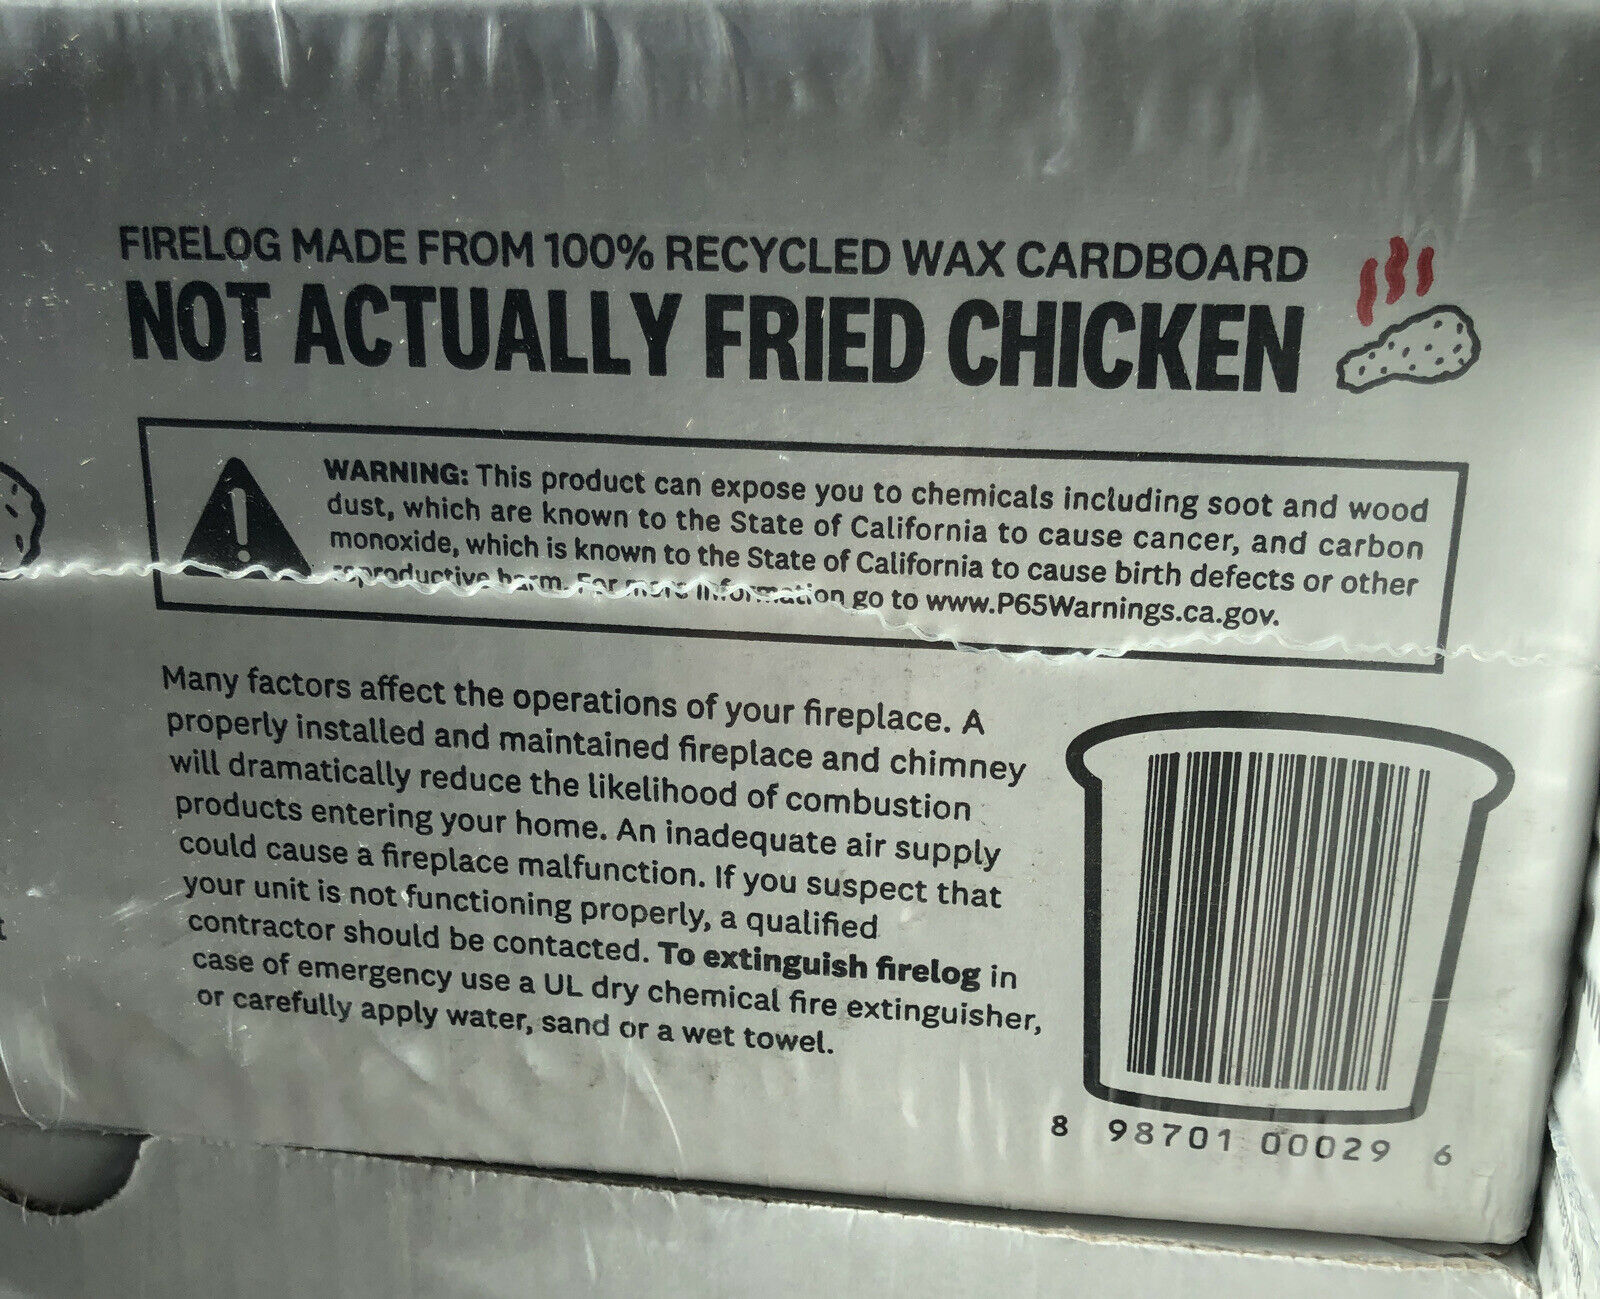 FIRELOG MADE FROM 100% RECYCLED WAX CARDBOARD
NOT ACTUALLY FRIED CHICKEN
WARNING: This product can expose you to chemicals including soot and wood
dust, which are known to the State of California to cause cancer, and carbon
monoxide, which is known to the State of California to cause birth defects or other
reproductive harm. For more information go to www.P65Warnings.ca.gov.
Many factors affect the operations of your fireplace. A
properly installed and maintained fireplace and chimney
will dramatically reduce the likelihood of combustion
products entering your home. An inadequate air supply
could cause a fireplace malfunction. If you suspect that
your unit is not functioning properly, a qualified
contractor should be contacted. To extinguish firelog in
case of emergency use a UL dry chemical fire extinguisher,
or carefully apply water, sand or a wet towel.
8 98701 00029 6